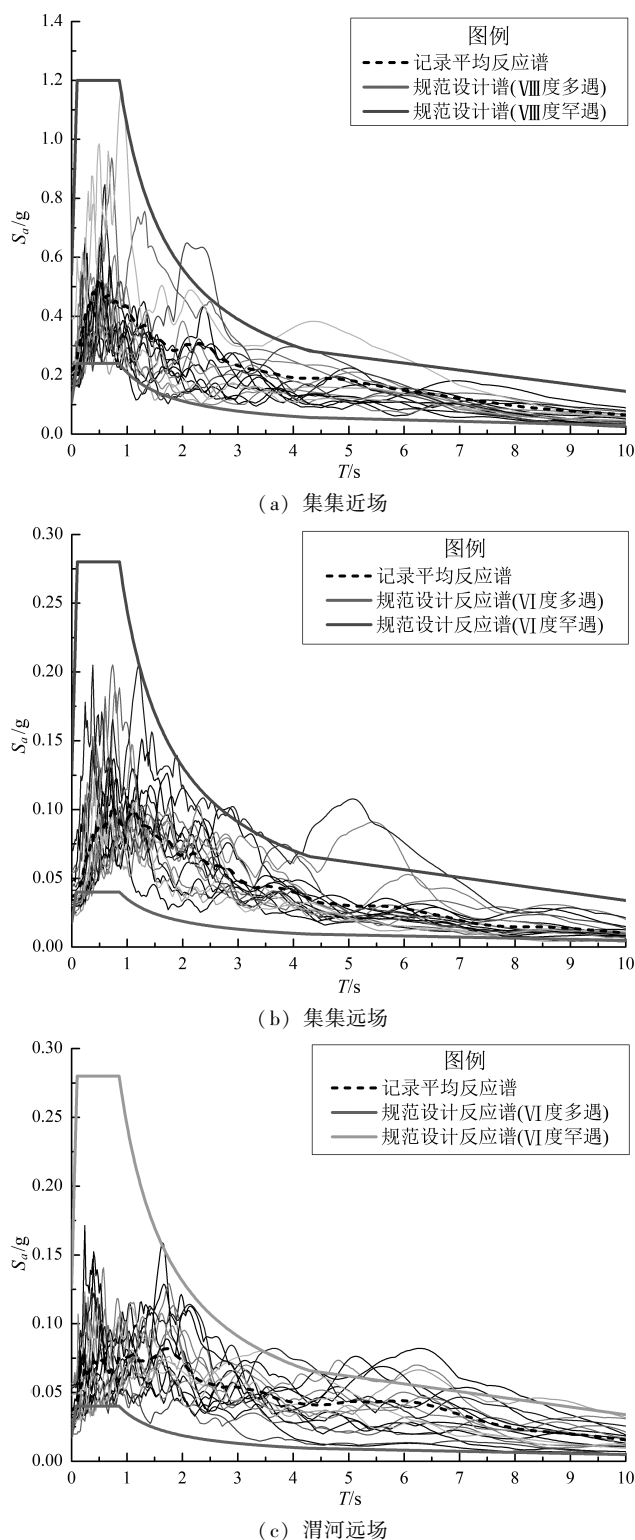 1.4
1.2
1.0
0.8
0.6
0.4
0.2
0.0
Sₐ/g
图例
记录平均反应谱
规范设计谱(Ⅷ度多遇)
规范设计谱(Ⅷ度罕遇)
0 1 2 3 4 5 6 7 8 9 10
T/s
(a) 集集近场
0.30
0.25
0.20
0.15
0.10
0.05
0.00
Sₐ/g
图例
记录平均反应谱
规范设计反应谱(Ⅵ度多遇)
规范设计反应谱(Ⅵ度罕遇)
0 1 2 3 4 5 6 7 8 9 10
T/s
(b) 集集远场
0.30
0.25
0.20
0.15
0.10
0.05
0.00
Sₐ/g
图例
记录平均反应谱
规范设计反应谱(Ⅵ度多遇)
规范设计反应谱(Ⅵ度罕遇)
0 1 2 3 4 5 6 7 8 9 10
T/s
(c) 渭河远场